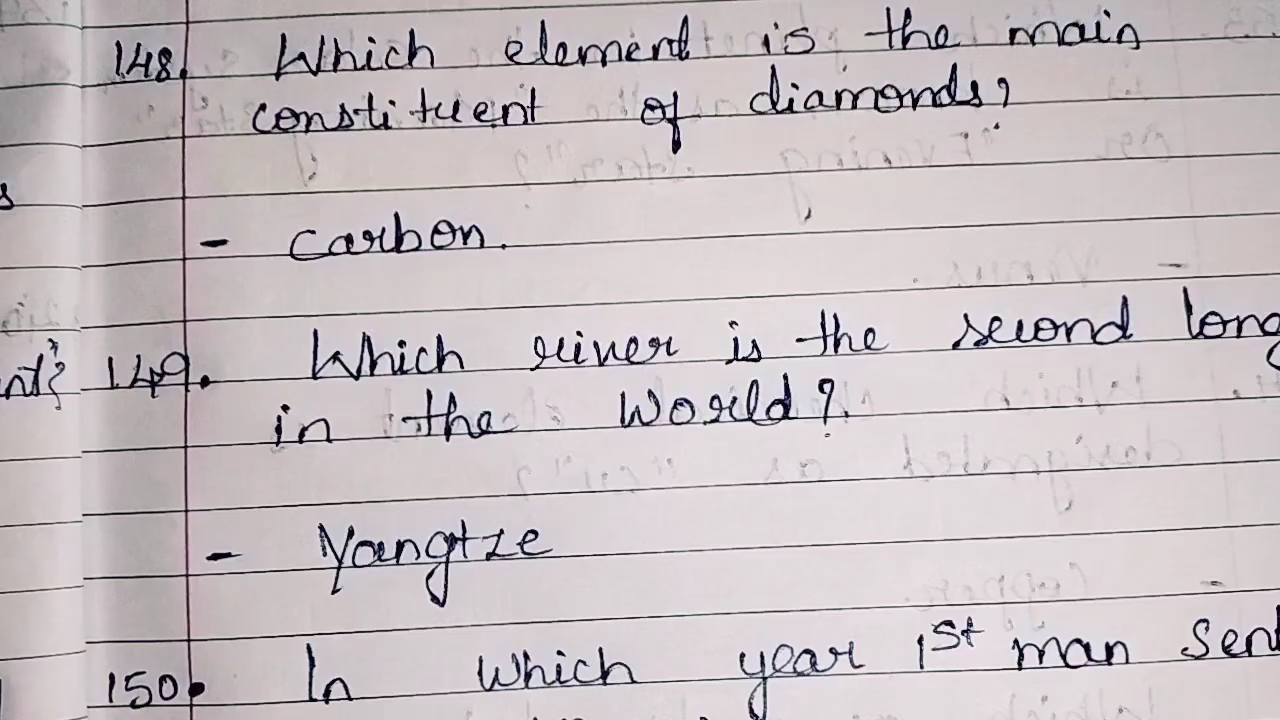 148. Which element is the main
constituent of diamonds?
- Carbon.
149. Which river is the second long
in the World?
- Yangtze
150. In which year 1st man sent